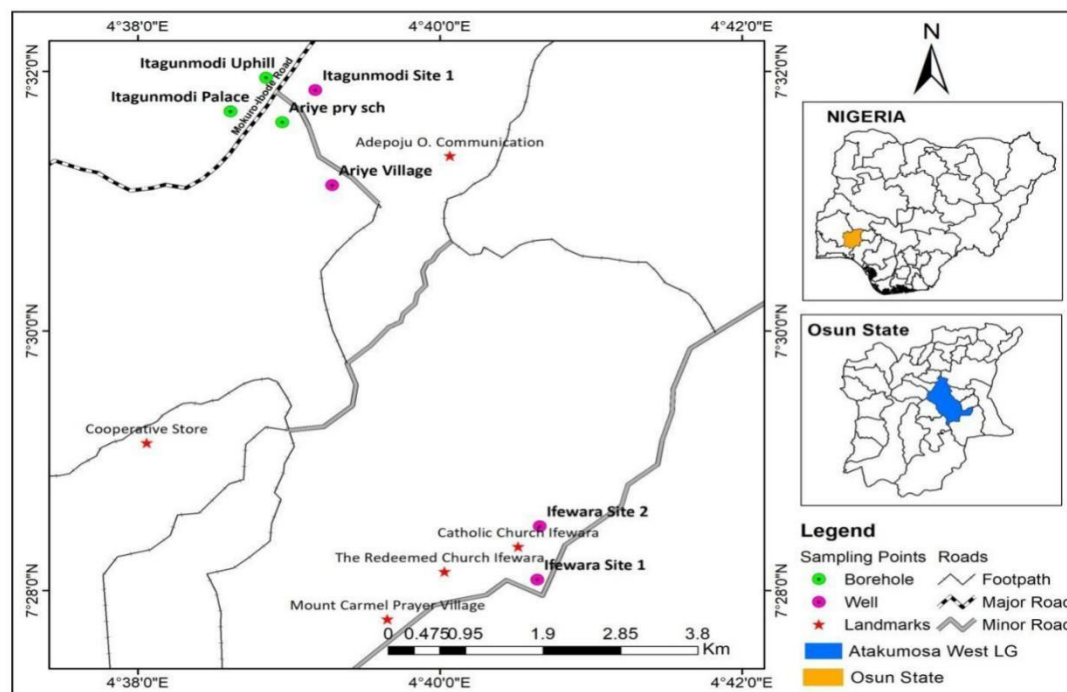 4°38'0"E
4°40'0"E
4°42'0"E
N
7°32'0"N
7°32'0"N
Itagunmodi Uphill
Itagunmodi Site 1
Itagunmodi Palace
Mokuro-Ibode Road
Ariye pry sch
Adepoju O. Communication
Ariye Village
NIGERIA
7°30'0"N
7°30'0"N
Osun State
Cooperative Store
Ifewara Site 2
Catholic Church Ifewara
The Redeemed Church Ifewara
Ifewara Site 1
7°28'0"N
7°28'0"N
Mount Carmel Prayer Village
0 0.475 0.95 1.9 2.85 3.8
Km
Legend
Sampling Points Roads
Borehole Footpath
Well Major Road
Landmarks Minor Road
Atakumosa West LG
Osun State
4°38'0"E
4°40'0"E
4°42'0"E